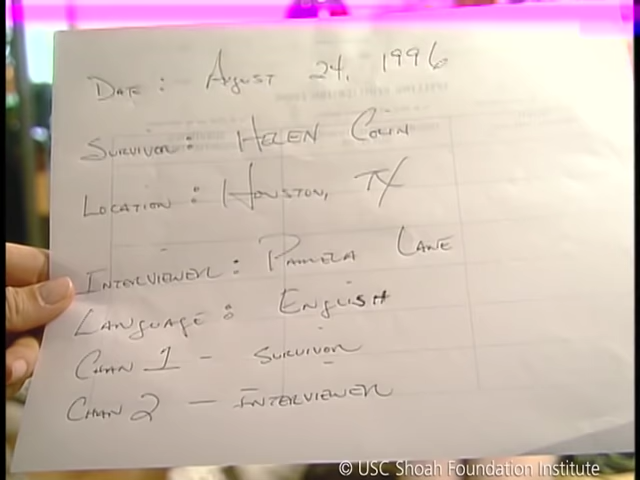 DATE : AUGUST 24, 1996
SURVIVOR : HELEN COLIN
LOCATION : HOUSTON, TX
INTERVIEWER : PAMELA LANE
LANGUAGE : ENGLISH
CHAN 1 - SURVIVOR
CHAN 2 - INTERVIEWER
© USC Shoah Foundation Institute